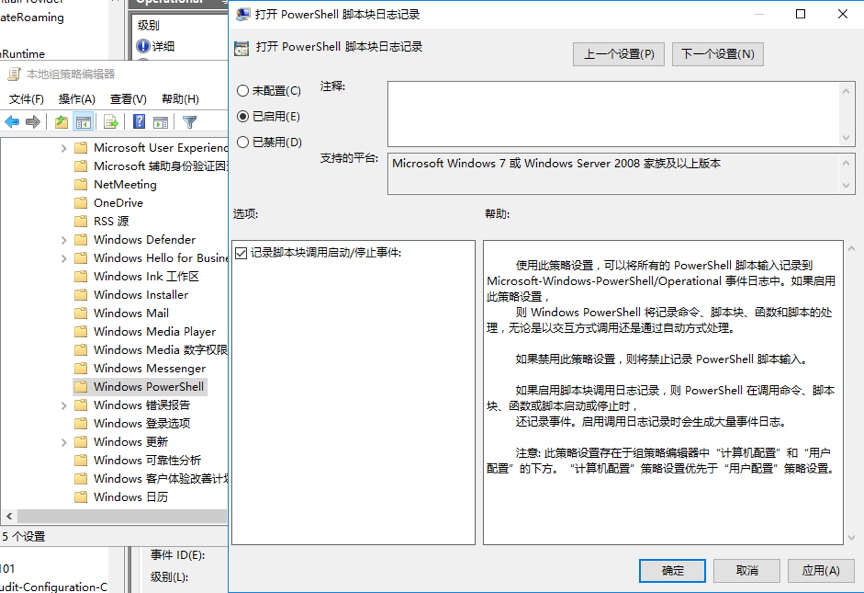 ateRoaming
Runtime
Operational
级别
详细
本地组策略编辑器
文件(F) 操作(A) 查看(V) 帮助(H)
Microsoft User Experienc
Microsoft 辅助身份验证因
NetMeeting
OneDrive
RSS 源
Windows Defender
Windows Hello for Busine
Windows Ink 工作区
Windows Installer
Windows Mail
Windows Media Player
Windows Media 数字权限
Windows Messenger
Windows PowerShell
Windows 错误报告
Windows 登录选项
Windows 更新
Windows 可靠性分析
Windows 客户体验改善计划
Windows 日历
5 个设置
101
udit-Configuration-C
事件 ID(E):
级别(L):
打开 PowerShell 脚本块日志记录
打开 PowerShell 脚本块日志记录
上一个设置(P) 下一个设置(N)
未配置(C)
已启用(E)
已禁用(D)
注释:
支持的平台:
Microsoft Windows 7 或 Windows Server 2008 家族及以上版本
选项:
帮助:
记录脚本块调用启动/停止事件:
使用此策略设置，可以将所有的 PowerShell 脚本输入记录到
Microsoft-Windows-PowerShell/Operational 事件日志中。如果启用
此策略设置，
则 Windows PowerShell 将记录命令、脚本块、函数和脚本的处
理，无论是以交互方式调用还是通过自动方式处理。
如果禁用此策略设置，则将禁止记录 PowerShell 脚本输入。
如果启用脚本块调用日志记录，则 PowerShell 在调用命令、脚本
块、函数或脚本启动或停止时，
还记录事件。启用调用日志记录时会生成大量事件日志。
注意: 此策略设置存在于组策略编辑器中“计算机配置”和“用户
配置”的下方。“计算机配置”策略设置优先于“用户配置”策略设置。
确定 取消 应用(A)